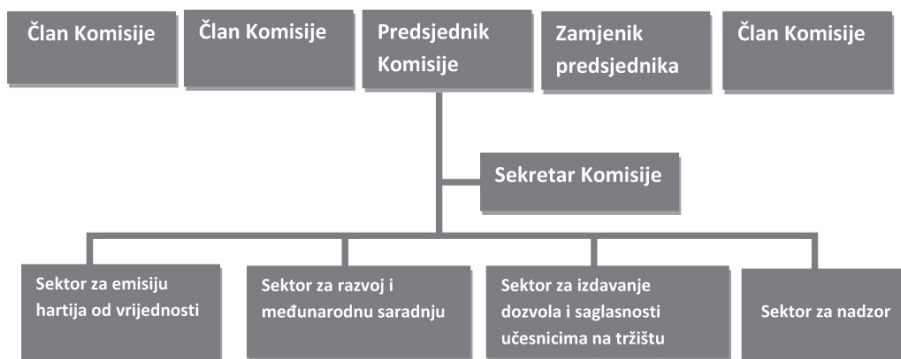 Član Komisije
Član Komisije
Predsjednik
Komisije
Zamjenik
predsjednika
Član Komisije
Sekretar Komisije
Sektor za emisiju
hartija od vrijednosti
Sektor za razvoj i
međunarodnu saradnju
Sektor za izdavanje
dozvola i saglasnosti
učesnicima na tržištu
Sektor za nadzor